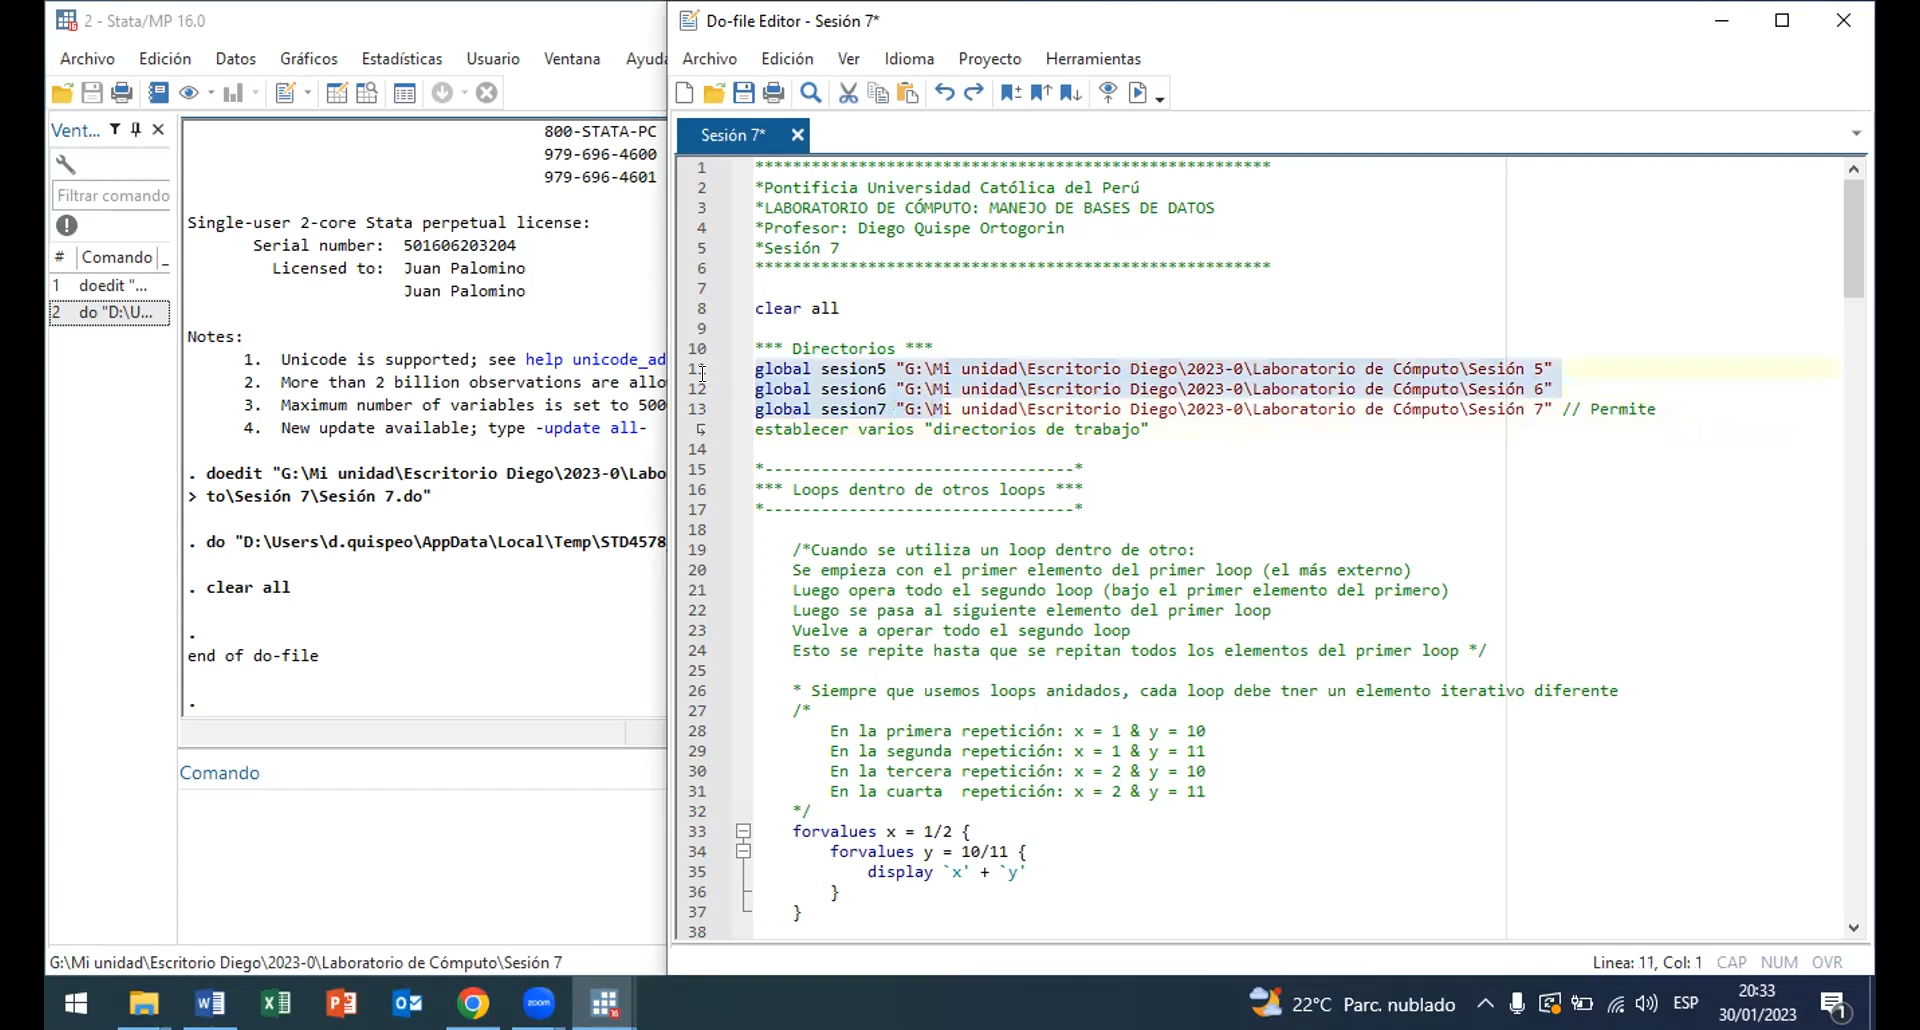 2 - Stata/MP 16.0
Archivo Edición Datos Gráficos Estadísticas Usuario Ventana Ayuda
Vent...
Filtrar comando
# Comando
1 doedit "...
2 do "D:\U...
800-STATA-PC
979-696-4600
979-696-4601
Single-user 2-core Stata perpetual license:
Serial number: 501606203204
Licensed to: Juan Palomino
Juan Palomino
Notes:
1. Unicode is supported; see help unicode_ad
2. More than 2 billion observations are allo
3. Maximum number of variables is set to 500
4. New update available; type -update all-
. doedit "G:\Mi unidad\Escritorio Diego\2023-0\Labo
> to\Sesión 7\Sesión 7.do"
. do "D:\Users\d.quispeo\AppData\Local\Temp\STD4578
. clear all
.
end of do-file
.
Comando
G:\Mi unidad\Escritorio Diego\2023-0\Laboratorio de Cómputo\Sesión 7
Do-file Editor - Sesión 7*
Archivo Edición Ver Idioma Proyecto Herramientas
Sesión 7*
1 *******************************************************
2 *Pontificia Universidad Católica del Perú
3 *LABORATORIO DE CÓMPUTO: MANEJO DE BASES DE DATOS
4 *Profesor: Diego Quispe Ortogorin
5 *Sesión 7
6 *******************************************************
7
8 clear all
9
10 *** Directorios ***
11 global sesion5 "G:\Mi unidad\Escritorio Diego\2023-0\Laboratorio de Cómputo\Sesión 5"
12 global sesion6 "G:\Mi unidad\Escritorio Diego\2023-0\Laboratorio de Cómputo\Sesión 6"
13 global sesion7 "G:\Mi unidad\Escritorio Diego\2023-0\Laboratorio de Cómputo\Sesión 7" // Permite
establecer varios "directorios de trabajo"
14
15 *---------------------------------*
16 *** Loops dentro de otros loops ***
17 *---------------------------------*
18
19 /*Cuando se utiliza un loop dentro de otro:
20 Se empieza con el primer elemento del primer loop (el más externo)
21 Luego opera todo el segundo loop (bajo el primer elemento del primero)
22 Luego se pasa al siguiente elemento del primer loop
23 Vuelve a operar todo el segundo loop
24 Esto se repite hasta que se repitan todos los elementos del primer loop */
25
26 * Siempre que usemos loops anidados, cada loop debe tner un elemento iterativo diferente
27 /*
28 En la primera repetición: x = 1 & y = 10
29 En la segunda repetición: x = 1 & y = 11
30 En la tercera repetición: x = 2 & y = 10
31 En la cuarta repetición: x = 2 & y = 11
32 */
33 forvalues x = 1/2 {
34 forvalues y = 10/11 {
35 display `x' + `y'
36 }
37 }
38
Linea: 11, Col: 1 CAP NUM OVR
22°C Parc. nublado ESP 20:33
30/01/2023
1